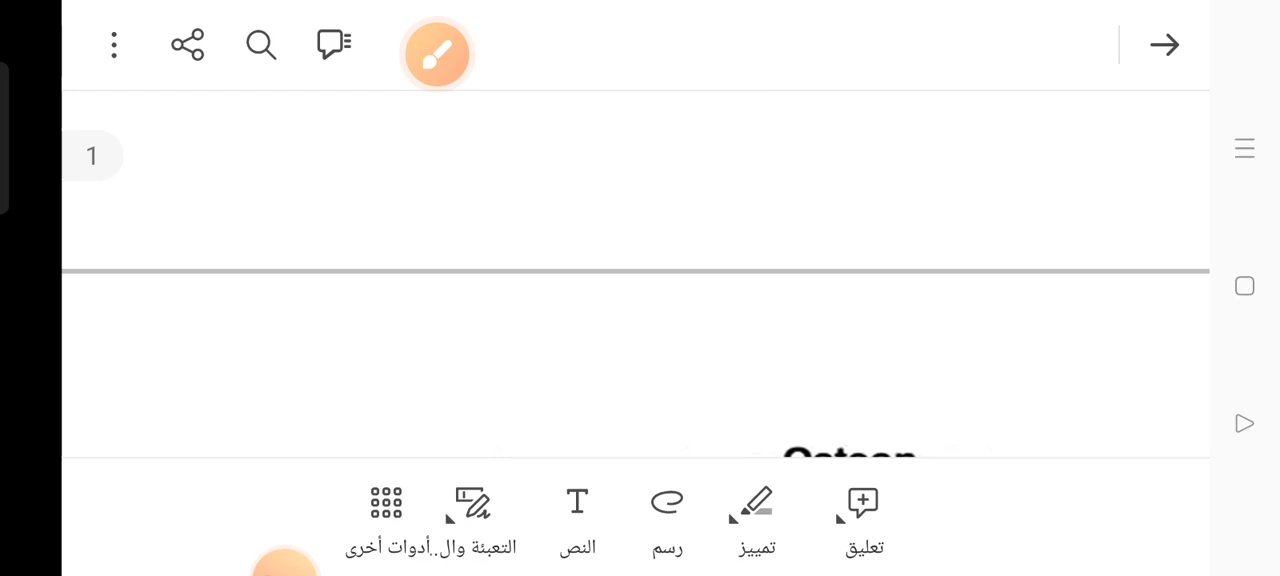 1
تعليق
تمييز
رسم
النص
التعبئة وال..
أدوات أخرى